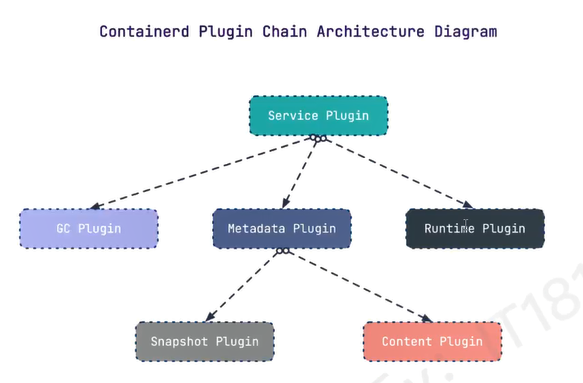 Containerd Plugin Chain Architecture Diagram
Service Plugin
GC Plugin
Metadata Plugin
Runtime Plugin
Snapshot Plugin
Content Plugin